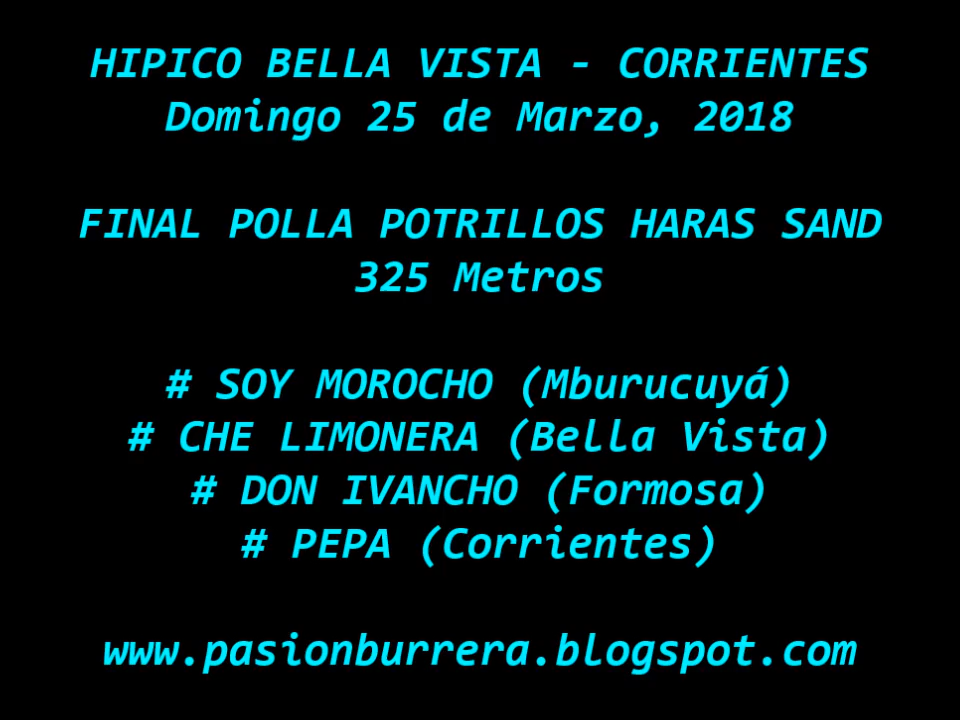 HIPICO BELLA VISTA - CORRIENTES
Domingo 25 de Marzo, 2018
FINAL POLLA POTRILLOS HARAS SAND
325 Metros
# SOY MOROCHO (Mburucuyá)
# CHE LIMONERA (Bella Vista)
# DON IVANCHO (Formosa)
# PEPA (Corrientes)
www.pasionburrera.blogspot.com